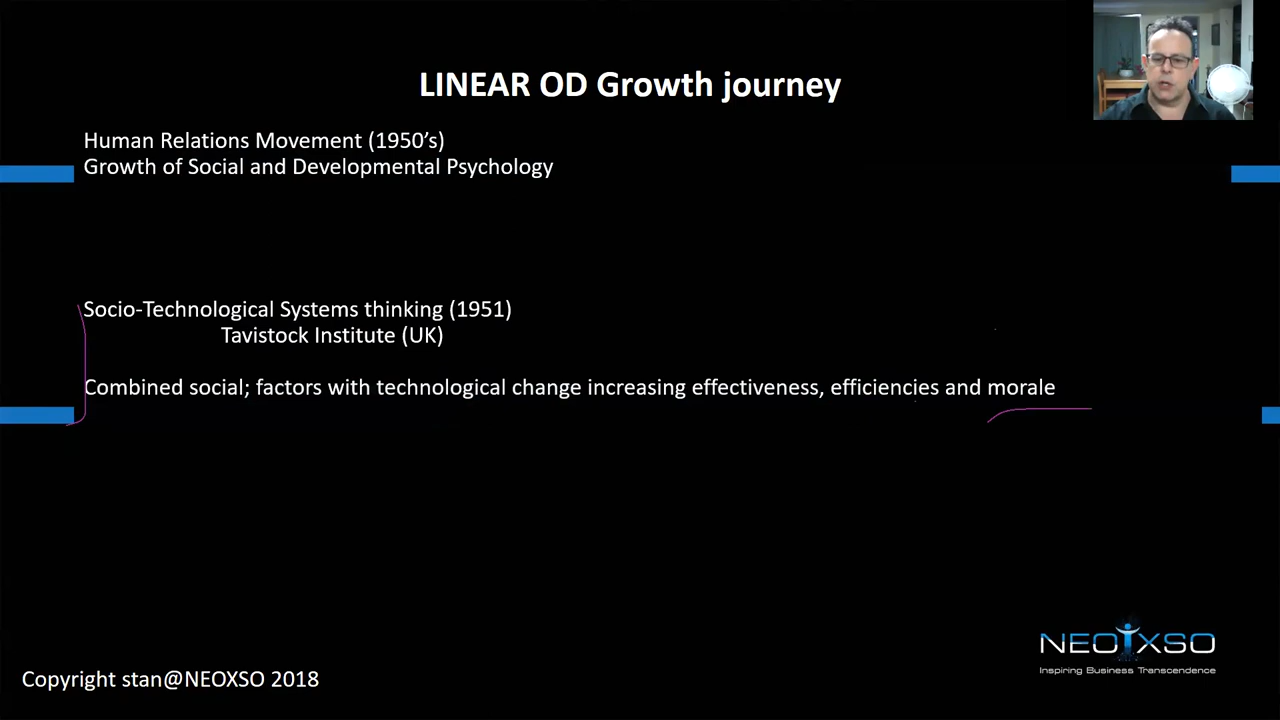 LINEAR OD Growth journey
Human Relations Movement (1950’s)
Growth of Social and Developmental Psychology
Socio-Technological Systems thinking (1951)
Tavistock Institute (UK)
Combined social; factors with technological change increasing effectiveness, efficiencies and morale
NEOXSO
Inspiring Business Transcendence
Copyright stan@NEOXSO 2018